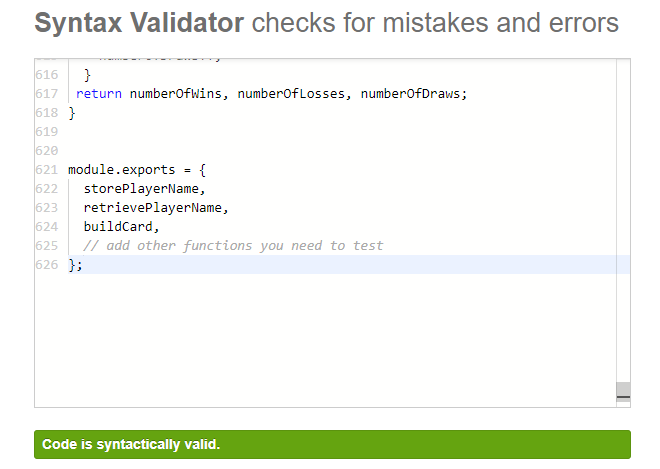 Syntax Validator checks for mistakes and errors
616 }
617 return numberOfWins, numberOfLosses, numberOfDraws;
618 }
619
620
621 module.exports = {
622 storePlayerName,
623 retrievePlayerName,
624 buildCard,
625 // add other functions you need to test
626 };
Code is syntactically valid.